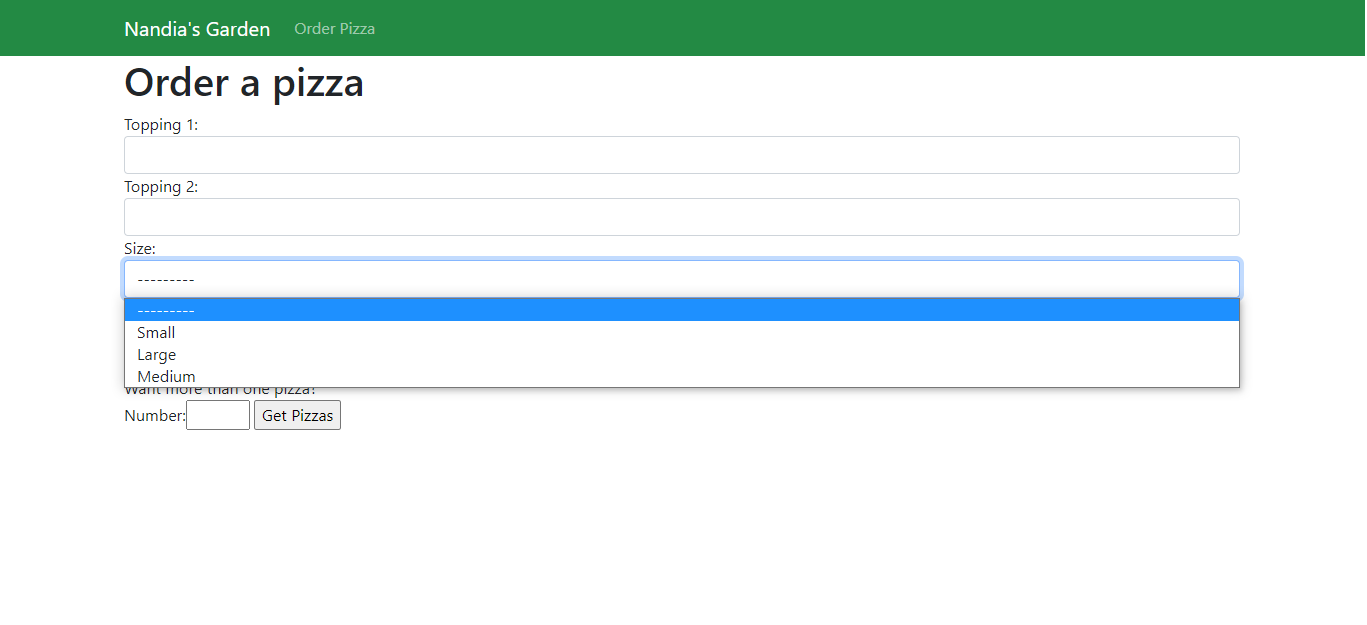 Nandia's Garden Order Pizza
Order a pizza
Topping 1:
Topping 2:
Size:
---------
---------
Small
Large
Medium
Want more than one pizza?
Number: Get Pizzas